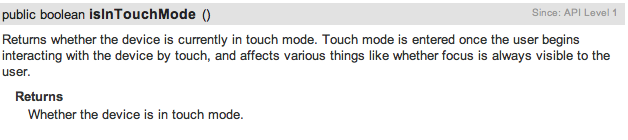 public boolean isInTouchMode () Since: API Level 1
Returns whether the device is currently in touch mode. Touch mode is entered once the user begins
interacting with the device by touch, and affects various things like whether focus is always visible to the
user.
Returns
Whether the device is in touch mode.